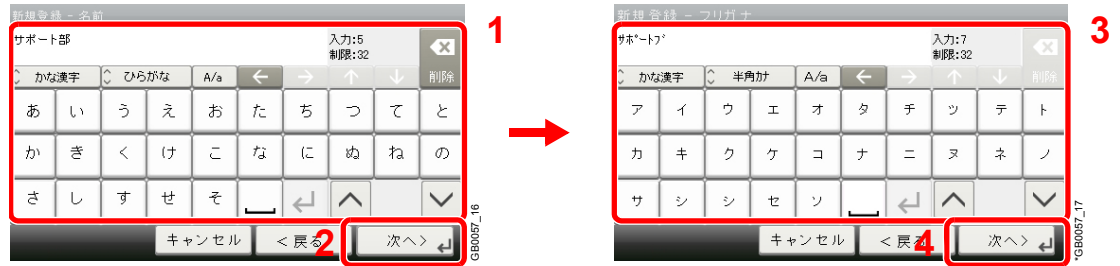 新規登録 - 名前
1
サポート部
入力:5
制限:32
かな漢字 ひらがな A/a ← → ↑ ↓ 削除
あ い う え お た ち つ て と
か き く け こ な に ぬ ね の
さ し す せ そ
キャンセル < 戻る 2 次へ >
GB0057_16
新規登録 - フリガナ
3
ｻﾎﾟｰﾄﾌﾞ
入力:7
制限:32
かな漢字 半角ｶﾅ A/a ← → ↑ ↓ 削除
ア イ ウ エ オ タ チ ツ テ ト
カ キ ク ケ コ ナ ニ ヌ ネ ノ
サ シ シ セ ソ
キャンセル < 戻る 4 次へ >
*GB0057_17